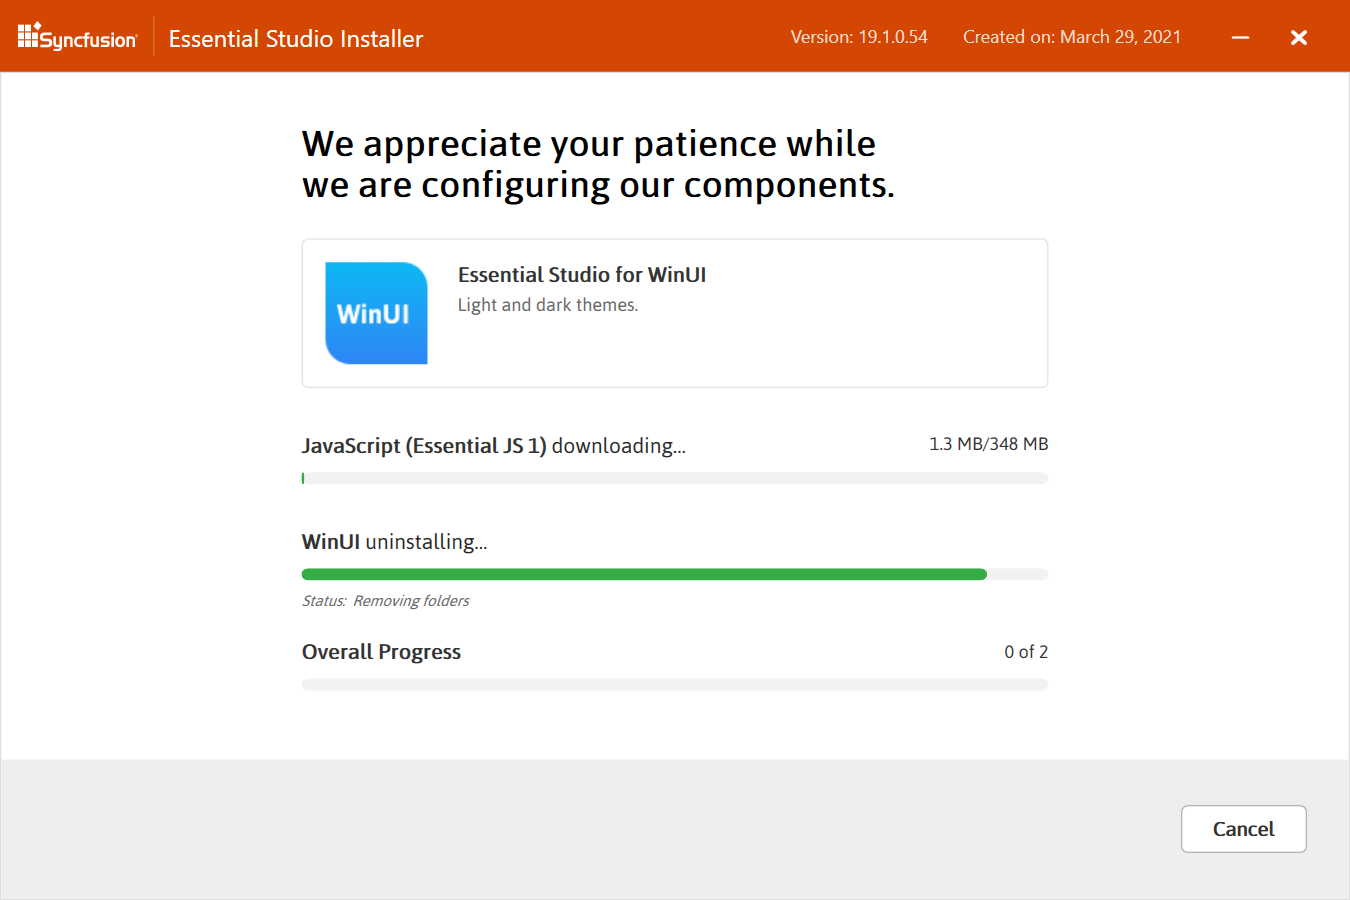 Syncfusion
Essential Studio Installer
Version: 19.1.0.54
Created on: March 29, 2021
We appreciate your patience while
we are configuring our components.
WinUI
Essential Studio for WinUI
Light and dark themes.
JavaScript (Essential JS 1) downloading...
1.3 MB/348 MB
WinUI uninstalling...
Status: Removing folders
Overall Progress
0 of 2
Cancel